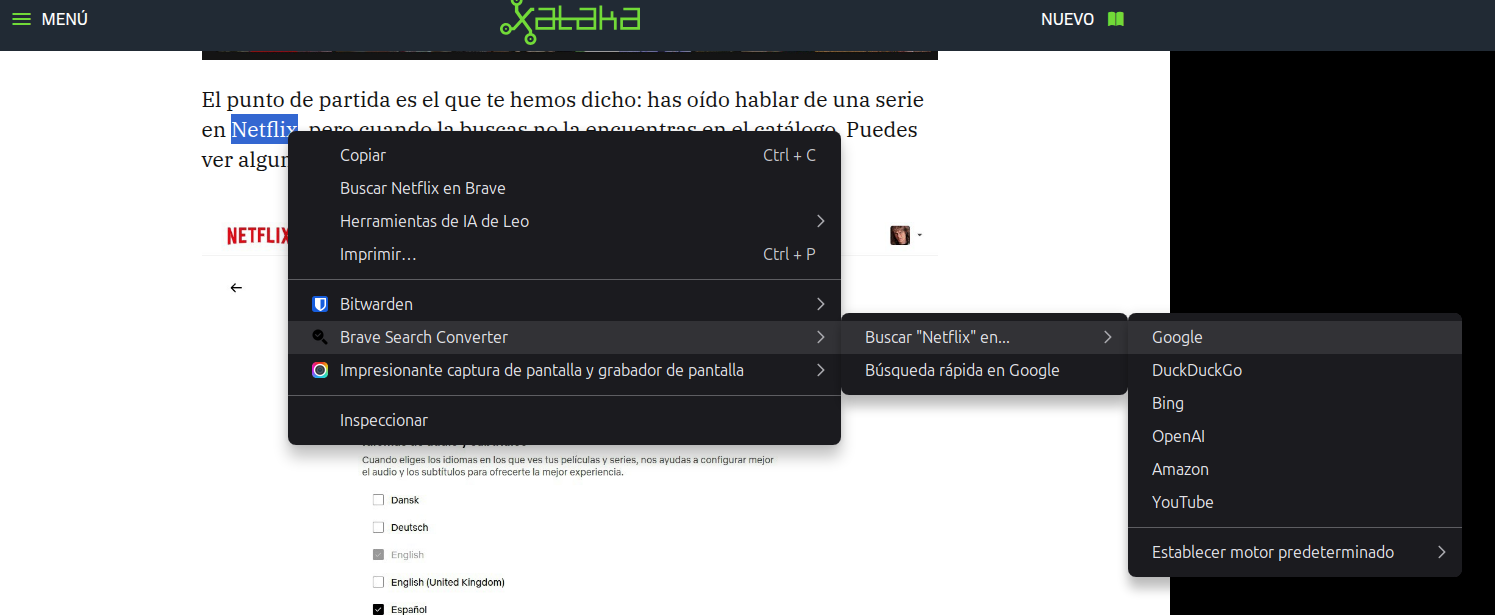 MENÚ
xataka
NUEVO
El punto de partida es el que te hemos dicho: has oído hablar de una serie
en Netflix, pero cuando la buscas no la encuentras en el catálogo. Puedes
ver algun
NETFLIX
Copiar Ctrl + C
Buscar Netflix en Brave
Herramientas de IA de Leo
Imprimir... Ctrl + P
Bitwarden
Brave Search Converter
Impresionante captura de pantalla y grabador de pantalla
Inspeccionar
Buscar "Netflix" en...
Búsqueda rápida en Google
Google
DuckDuckGo
Bing
OpenAI
Amazon
YouTube
Establecer motor predeterminado
Cuando eliges los idiomas en los que ves tus películas y series, nos ayudas a configurar mejor
el audio y los subtítulos para ofrecerte la mejor experiencia.
Dansk
Deutsch
English
English (United Kingdom)
Español